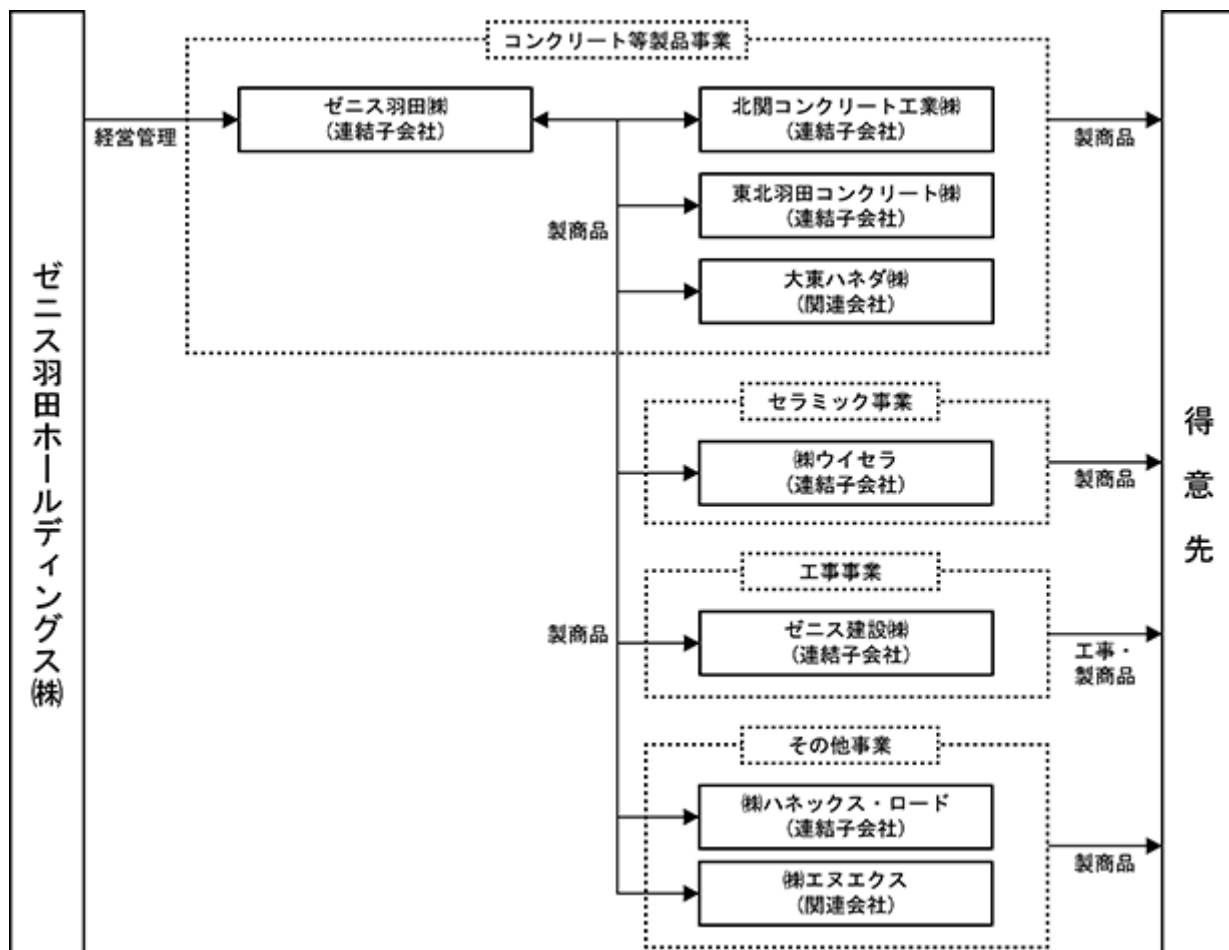 ゼニス羽田ホールディングス㈱
経営管理
コンクリート等製品事業
ゼニス羽田㈱
(連結子会社)
北関コンクリート工業㈱
(連結子会社)
東北羽田コンクリート㈱
(連結子会社)
大東ハネダ㈱
(関連会社)
製商品
製商品
セラミック事業
㈱ウイセラ
(連結子会社)
製商品
工事事業
製商品
ゼニス建設㈱
(連結子会社)
工事・
製商品
その他事業
㈱ハネックス・ロード
(連結子会社)
㈱エヌエクス
(関連会社)
製商品
得意先